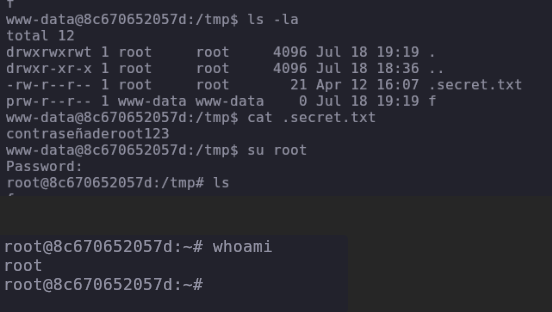 f
www-data@8c670652057d:/tmp$ ls -la
total 12
drwxrwxrwt 1 root     root     4096 Jul 18 19:19 .
drwxr-xr-x 1 root     root     4096 Jul 18 18:36 ..
-rw-r--r-- 1 root     root       21 Apr 12 16:07 .secret.txt
prw-r--r-- 1 www-data www-data    0 Jul 18 19:19 f
www-data@8c670652057d:/tmp$ cat .secret.txt
contraseñaderoot123
www-data@8c670652057d:/tmp$ su root
Password:
root@8c670652057d:/tmp# ls
root@8c670652057d:~# whoami
root
root@8c670652057d:~#